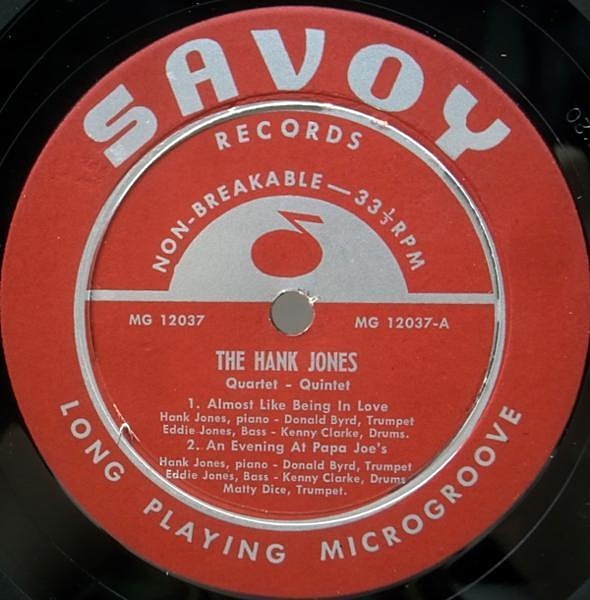 SAVOY
RECORDS
NON-BREAKABLE — 33⅓ RPM
MG 12037 MG 12037-A
THE HANK JONES
Quartet - Quintet
1. Almost Like Being In Love
Hank Jones, piano - Donald Byrd, Trumpet
Eddie Jones, Bass - Kenny Clarke, Drums.
2. An Evening At Papa Joe's
Hank Jones, piano - Donald Byrd, Trumpet
Eddie Jones, Bass - Kenny Clarke, Drums
Matty Dice, Trumpet.
LONG PLAYING MICROGROOVE